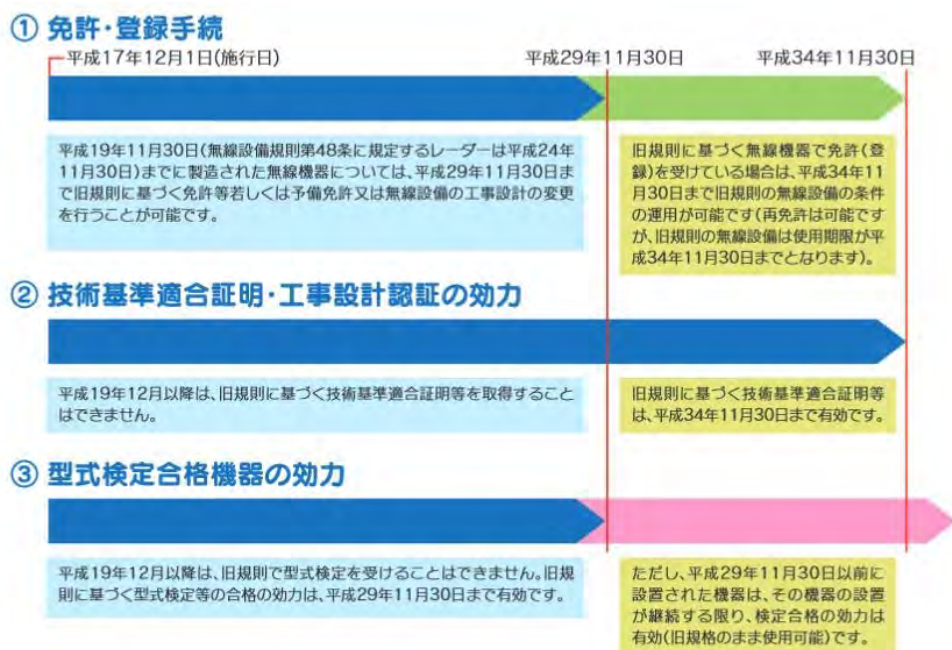 ① 免許・登録手続
平成17年12月1日(施行日)
平成29年11月30日
平成34年11月30日
平成19年11月30日(無線設備規則第48条に規定するレーダーは平成24年
11月30日)までに製造された無線機器については、平成29年11月30日ま
で旧規則に基づく免許等若しくは予備免許又は無線設備の工事設計の変更
を行うことが可能です。
旧規則に基づく無線機器で免許(登
録)を受けている場合は、平成34年11
月30日まで旧規則の無線設備の条件
の運用が可能です(再免許は可能です
が、旧規則の無線設備は使用期限が平
成34年11月30日までとなります)。
② 技術基準適合証明・工事設計認証の効力
平成19年12月以降は、旧規則に基づく技術基準適合証明等を取得すること
はできません。
旧規則に基づく技術基準適合証明等
は、平成34年11月30日まで有効です。
③ 型式検定合格機器の効力
平成19年12月以降は、旧規則で型式検定を受けることはできません。旧規
則に基づく型式検定等の合格の効力は、平成29年11月30日まで有効です。
ただし、平成29年11月30日以前に
設置された機器は、その機器の設置
が継続する限り、検定合格の効力は
有効(旧規格のまま使用可能)です。